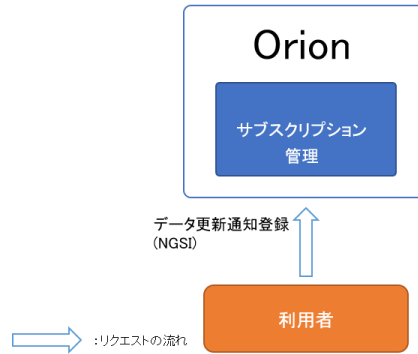 Orion
サブスクリプション
管理
データ更新通知登録
(NGSI)
利用者
:リクエストの流れ